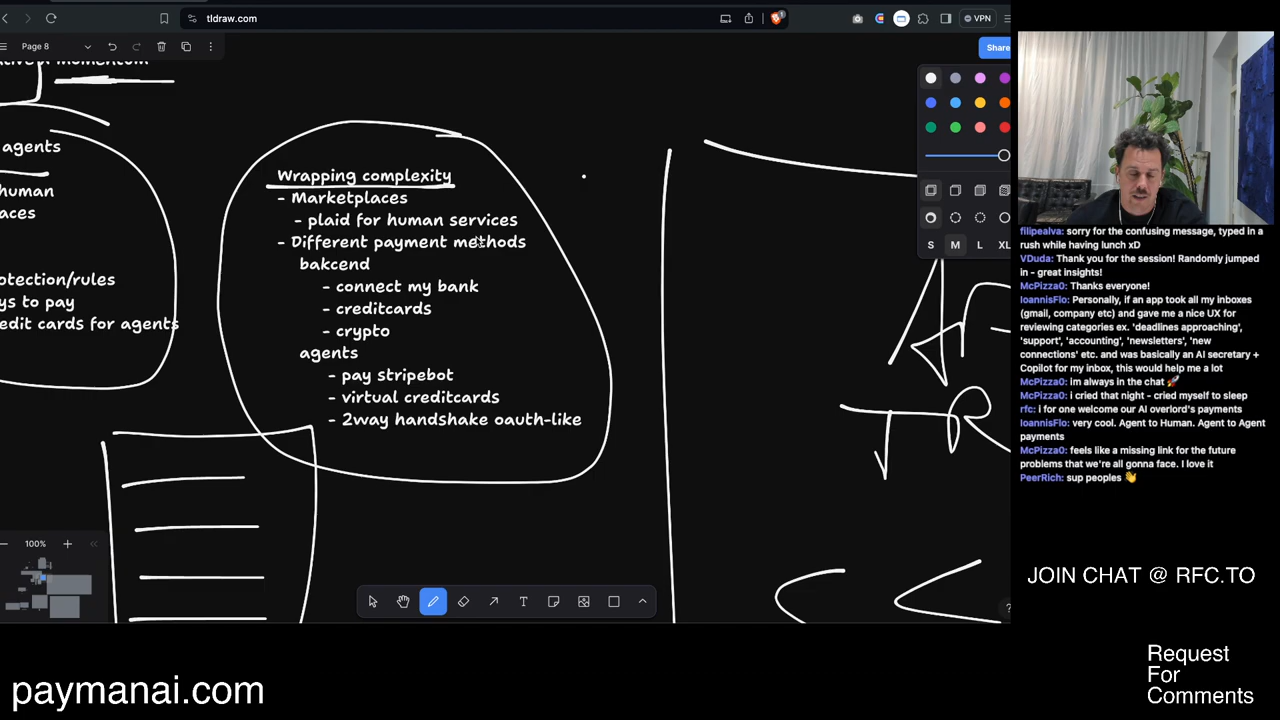 tldraw.com
VPN
Page 8
Share
a momentum
agents
human
aces
otection/rules
ys to pay
edit cards for agents
Wrapping complexity
- Marketplaces
- plaid for human services
- Different payment methods
bakcend
- connect my bank
- creditcards
- crypto
agents
- pay stripebot
- virtual creditcards
- 2way handshake oauth-like
S M L XL
100%
filipealva: sorry for the confusing message, typed in a
rush while having lunch xD
VDuda: Thank you for the session! Randomly jumped
in - great insights!
McPizza0: Thanks everyone!
IoannisFlo: Personally, if an app took all my inboxes
(gmail, company etc) and gave me a nice UX for
reviewing categories ex. 'deadlines approaching',
'support', 'accounting', 'newsletters', 'new
connections' etc. and was basically an AI secretary +
Copilot for my inbox, this would help me a lot
McPizza0: im always in the chat 🚀
McPizza0: i cried that night - cried myself to sleep
rfc: i for one welcome our AI overlord's payments
IoannisFlo: very cool. Agent to Human. Agent to Agent
payments
McPizza0: feels like a missing link for the future
problems that we're all gonna face. I love it
PeerRich: sup peoples 👋
JOIN CHAT @ RFC.TO
Request
For
Comments
paymanai.com